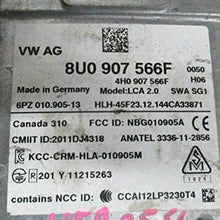 VW AG
8U0 907 566F 0050
4H0 907 566F H06
Made in Germany Model:LCA 2.0 SWA SG1
6PZ 010.905-13 HLH-45F23.12.144CA33871
Canada 310 FCC ID: NBG010905A
CMIIT ID: 2011DJ4318 ANATEL 3336-11-2856
KCC-CRM-HLA-010905M
R 201 Y 11215263
1024
contains NCC ID: CCAI12LP3230T4